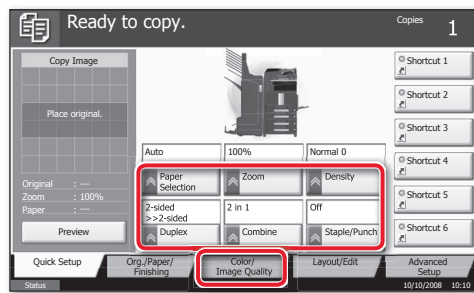 Ready to copy.
Copies
1
Copy Image
Place original.
Original : ---
Zoom : 100%
Paper : ---
Preview
Auto
100%
Normal 0
Paper
Selection
Zoom
Density
2-sided
>>2-sided
2 in 1
Off
Duplex
Combine
Staple/Punch
Shortcut 1
Shortcut 2
Shortcut 3
Shortcut 4
Shortcut 5
Shortcut 6
Quick Setup
Org./Paper/
Finishing
Color/
Image Quality
Layout/Edit
Advanced
Setup
Status
10/10/2008 10:10